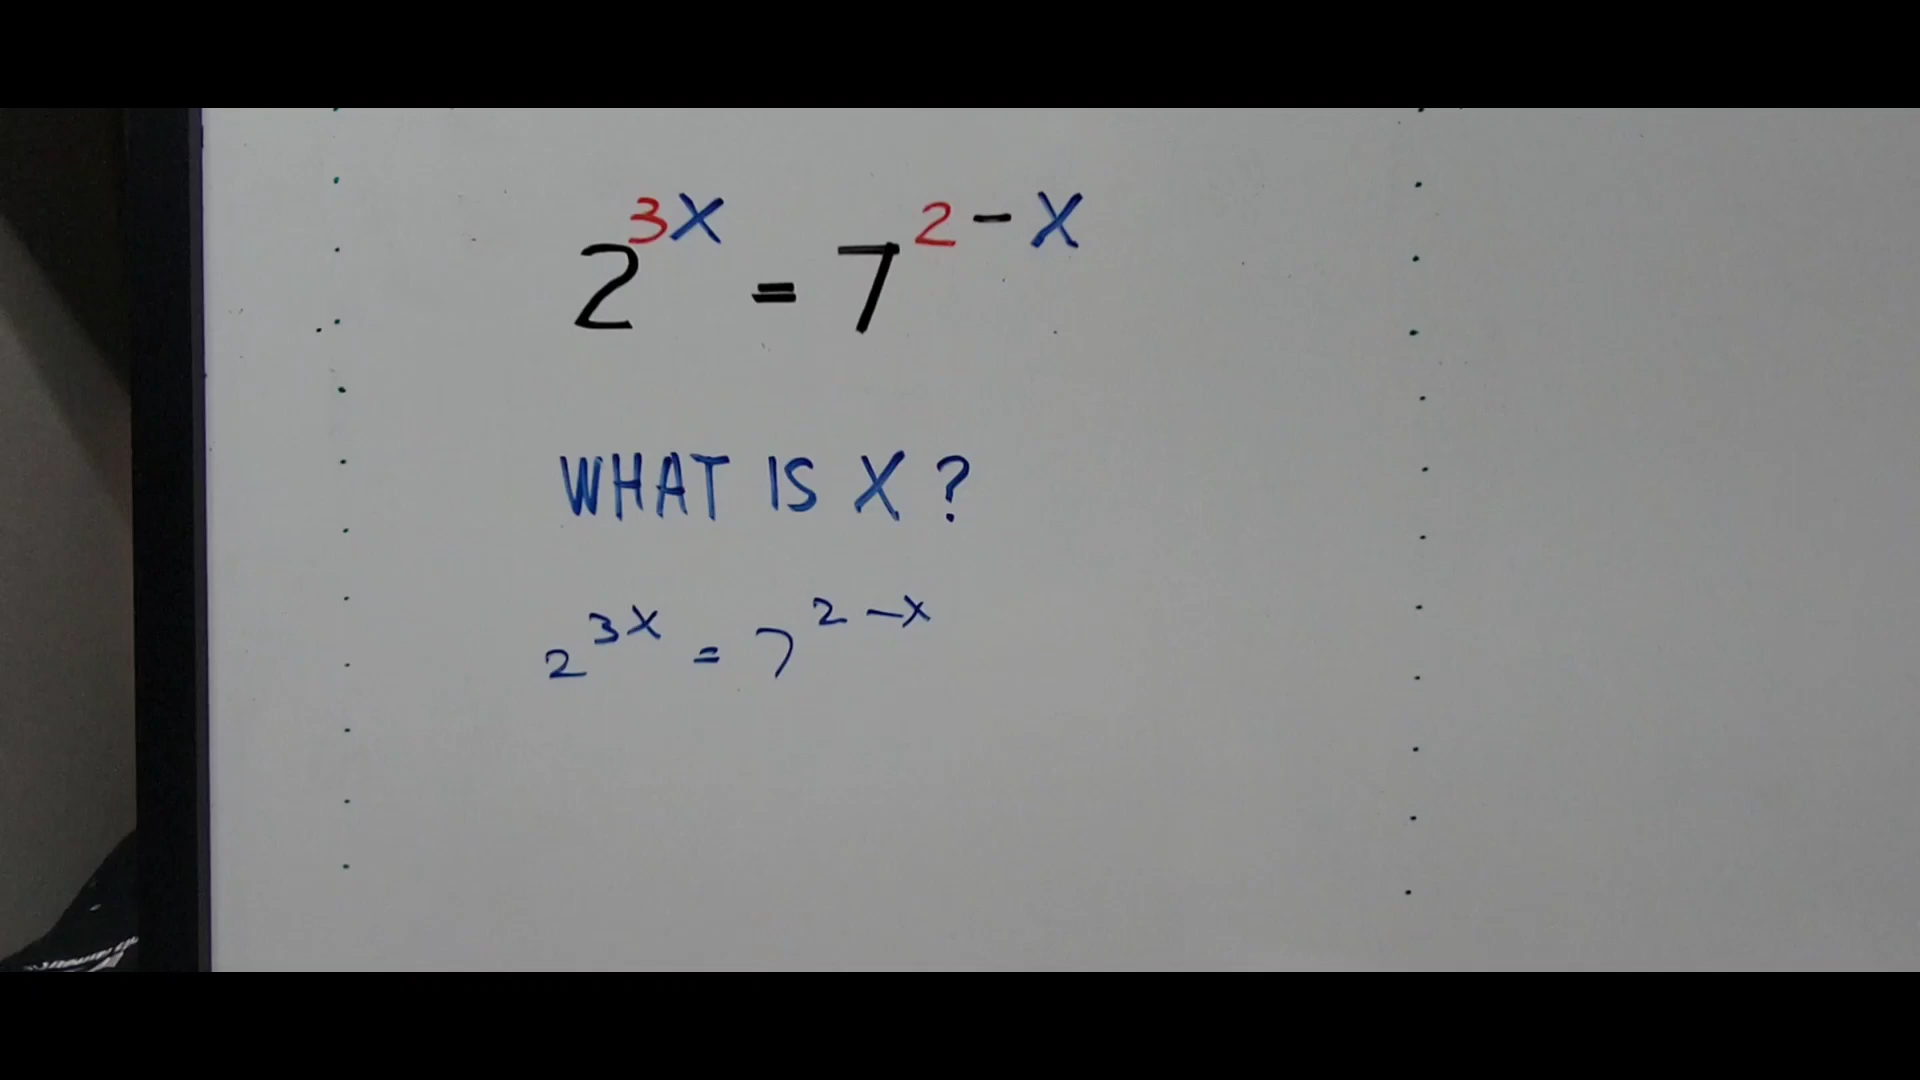 2^3X = 7^2-X
WHAT IS X?
2^3X = 7^2-X